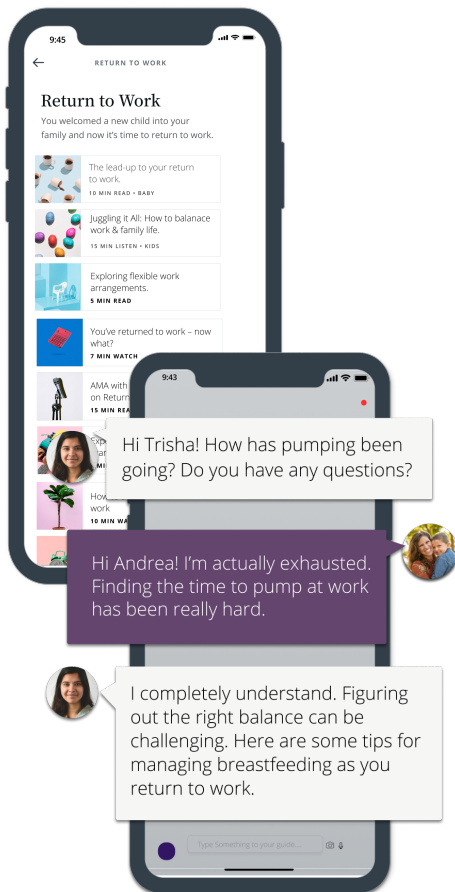 9:45
RETURN TO WORK
Return to Work
You welcomed a new child into your
family and now it's time to return to work.
The lead-up to your return
to work.
10 MIN READ • BABY
Juggling it All: How to balanace
work & family life.
15 MIN LISTEN • KIDS
Exploring flexible work
arrangements.
5 MIN READ
You've returned to work – now
what?
7 MIN WATCH
AMA with
on Return
15 MIN REA
work
10 MIN WA
9:43
Hi Trisha! How has pumping been
going? Do you have any questions?
Hi Andrea! I'm actually exhausted.
Finding the time to pump at work
has been really hard.
I completely understand. Figuring
out the right balance can be
challenging. Here are some tips for
managing breastfeeding as you
return to work.
Type Something to your guide...